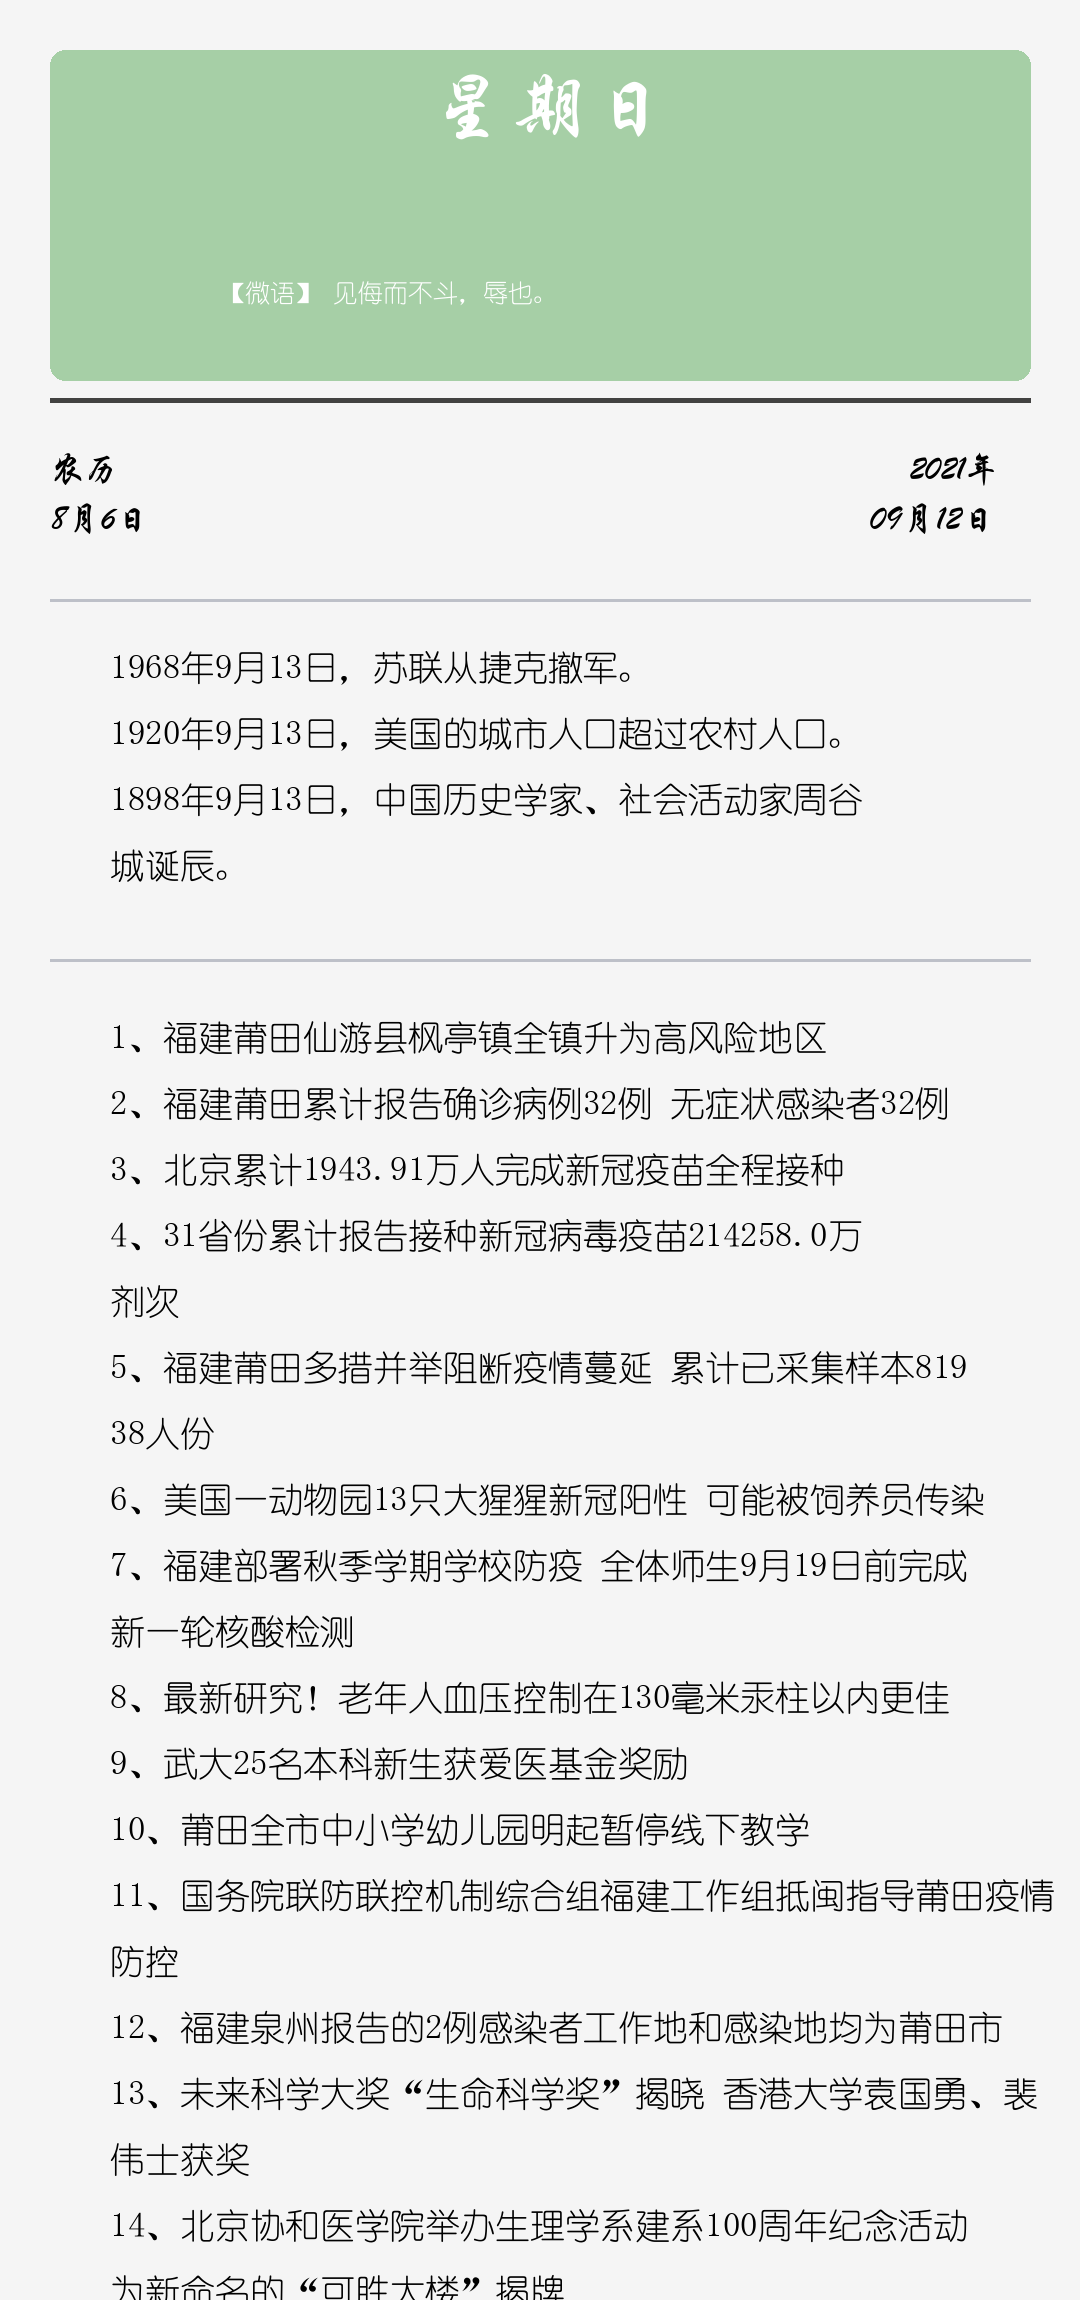 星期日
【微语】 见侮而不斗，辱也。
农历
2021年
8月6日
09月12日
1968年9月13日，苏联从捷克撤军。
1920年9月13日，美国的城市人口超过农村人口。
1898年9月13日，中国历史学家、社会活动家周谷
城诞辰。
1、福建莆田仙游县枫亭镇全镇升为高风险地区
2、福建莆田累计报告确诊病例32例 无症状感染者32例
3、北京累计1943.91万人完成新冠疫苗全程接种
4、31省份累计报告接种新冠病毒疫苗214258.0万
剂次
5、福建莆田多措并举阻断疫情蔓延 累计已采集样本819
38人份
6、美国一动物园13只大猩猩新冠阳性 可能被饲养员传染
7、福建部署秋季学期学校防疫 全体师生9月19日前完成
新一轮核酸检测
8、最新研究！老年人血压控制在130毫米汞柱以内更佳
9、武大25名本科新生获爱医基金奖励
10、莆田全市中小学幼儿园明起暂停线下教学
11、国务院联防联控机制综合组福建工作组抵闽指导莆田疫情
防控
12、福建泉州报告的2例感染者工作地和感染地均为莆田市
13、未来科学大奖“生命科学奖”揭晓 香港大学袁国勇、裴
伟士获奖
14、北京协和医学院举办生理学系建系100周年纪念活动
为新命名的“可胜大楼”揭牌